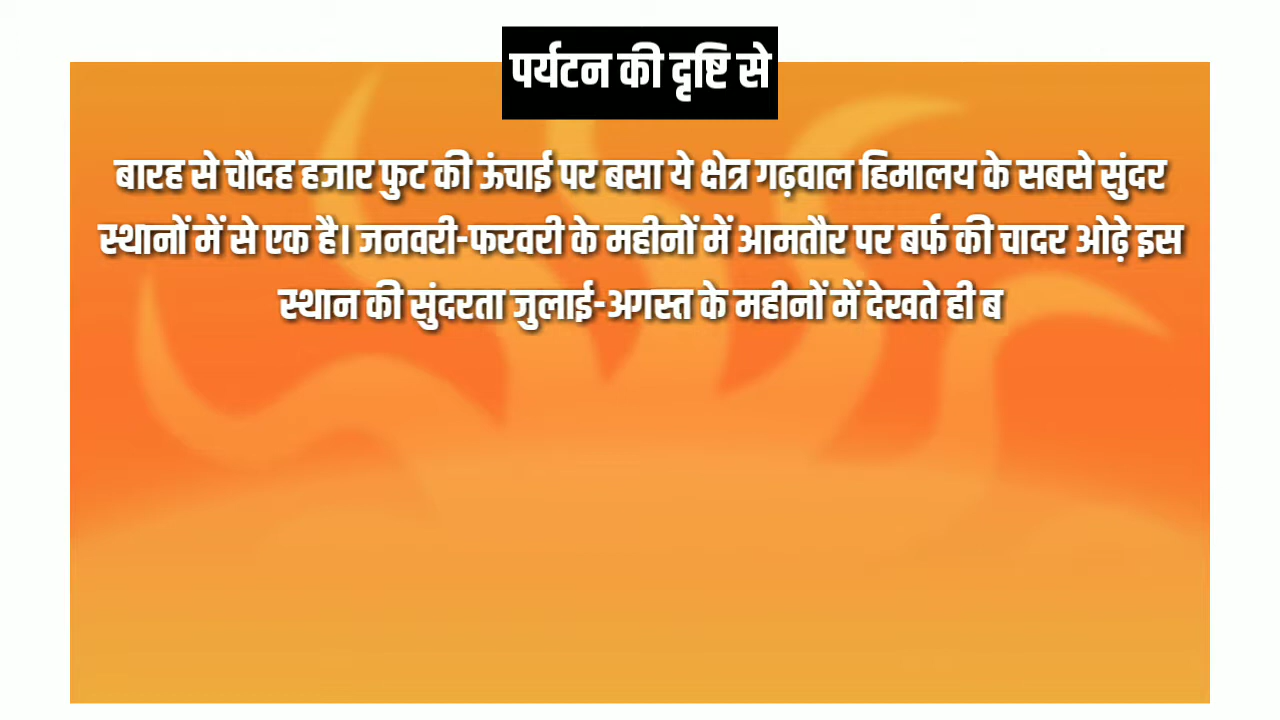 पर्यटन की दृष्टि से
बारह से चौदह हजार फुट की ऊंचाई पर बसा ये क्षेत्र गढ़वाल हिमालय के सबसे सुंदर
स्थानों में से एक है। जनवरी-फरवरी के महीनों में आमतौर पर बर्फ की चादर ओढ़े इस
स्थान की सुंदरता जुलाई-अगस्त के महीनों में देखते ही ब